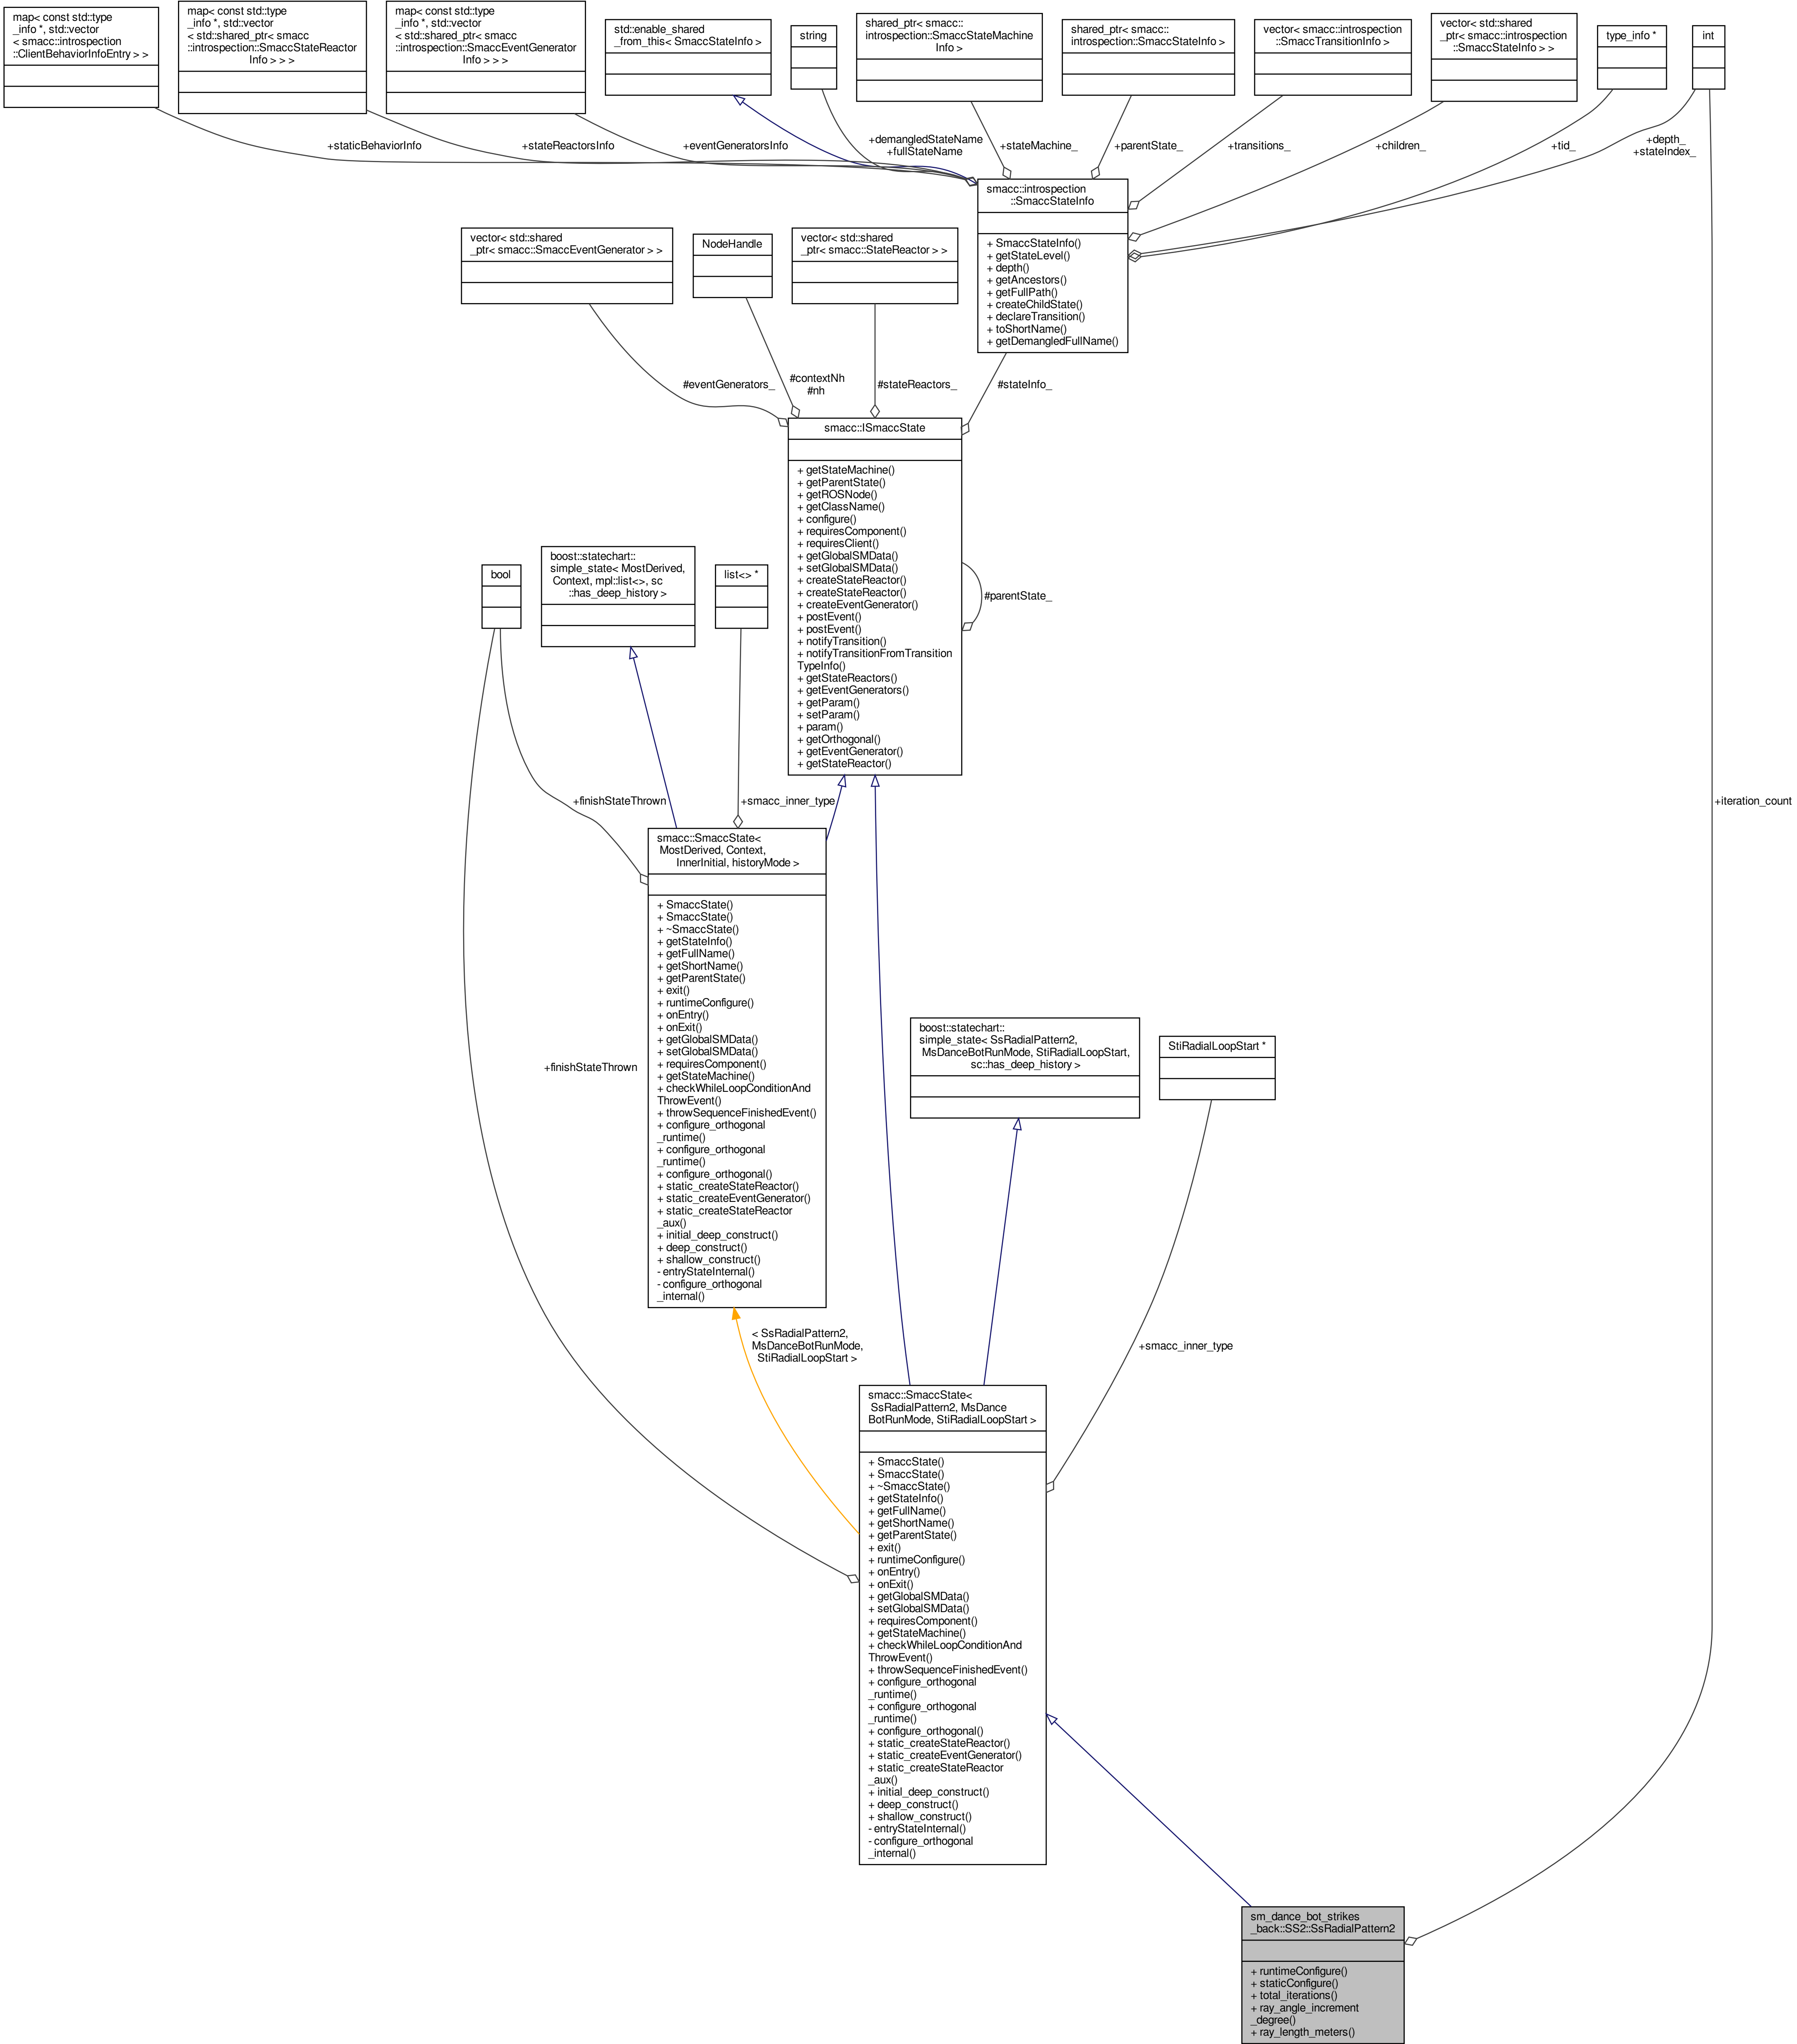 map< const std::type
_info *, std::vector
< smacc::introspection
::ClientBehaviorInfoEntry > >
map< const std::type
_info *, std::vector
< std::shared_ptr< smacc
::introspection::SmaccStateReactor
Info > > >
map< const std::type
_info *, std::vector
< std::shared_ptr< smacc
::introspection::SmaccEventGenerator
Info > > >
std::enable_shared
_from_this< SmaccStateInfo >
string
shared_ptr< smacc::
introspection::SmaccStateMachine
Info >
shared_ptr< smacc::
introspection::SmaccStateInfo >
vector< smacc::introspection
::SmaccTransitionInfo >
vector< std::shared
_ptr< smacc::introspection
::SmaccStateInfo > >
type_info *
int
+staticBehaviorInfo
+stateReactorsInfo
+eventGeneratorsInfo
+demangledStateName
+fullStateName
+stateMachine_
+parentState_
+transitions_
+children_
+tid_
+depth_
+stateIndex_
smacc::introspection
::SmaccStateInfo
+ SmaccStateInfo()
+ getStateLevel()
+ depth()
+ getAncestors()
+ getFullPath()
+ createChildState()
+ declareTransition()
+ toShortName()
+ getDemangledFullName()
vector< std::shared
_ptr< smacc::SmaccEventGenerator > >
NodeHandle
vector< std::shared
_ptr< smacc::StateReactor > >
#eventGenerators_
#contextNh
#nh
#stateReactors_
#stateInfo_
smacc::ISmaccState
+ getStateMachine()
+ getParentState()
+ getROSNode()
+ getClassName()
+ configure()
+ requiresComponent()
+ requiresClient()
+ getGlobalSMData()
+ setGlobalSMData()
+ createStateReactor()
+ createStateReactor()
+ createEventGenerator()
+ postEvent()
+ postEvent()
+ notifyTransition()
+ notifyTransitionFromTransition
TypeInfo()
+ getStateReactors()
+ getEventGenerators()
+ getParam()
+ setParam()
+ param()
+ getOrthogonal()
+ getEventGenerator()
+ getStateReactor()
#parentState_
bool
boost::statechart::
simple_state< MostDerived,
Context, mpl::list<>, sc
::has_deep_history >
list<> *
+finishStateThrown
+smacc_inner_type
+iteration_count
smacc::SmaccState<
MostDerived, Context,
InnerInitial, historyMode >
+ SmaccState()
+ SmaccState()
+ ~SmaccState()
+ getStateInfo()
+ getFullName()
+ getShortName()
+ getParentState()
+ exit()
+ runtimeConfigure()
+ onEntry()
+ onExit()
+ getGlobalSMData()
+ setGlobalSMData()
+ requiresComponent()
+ getStateMachine()
+ checkWhileLoopConditionAnd
ThrowEvent()
+ throwSequenceFinishedEvent()
+ configure_orthogonal
_runtime()
+ configure_orthogonal
_runtime()
+ configure_orthogonal()
+ static_createStateReactor()
+ static_createEventGenerator()
+ static_createStateReactor
_aux()
+ initial_deep_construct()
+ deep_construct()
+ shallow_construct()
- entryStateInternal()
- configure_orthogonal
_internal()
+finishStateThrown
boost::statechart::
simple_state< SsRadialPattern2,
MsDanceBotRunMode, StiRadialLoopStart,
sc::has_deep_history >
StiRadialLoopStart *
< SsRadialPattern2,
MsDanceBotRunMode,
StiRadialLoopStart >
+smacc_inner_type
smacc::SmaccState<
SsRadialPattern2, MsDance
BotRunMode, StiRadialLoopStart >
+ SmaccState()
+ SmaccState()
+ ~SmaccState()
+ getStateInfo()
+ getFullName()
+ getShortName()
+ getParentState()
+ exit()
+ runtimeConfigure()
+ onEntry()
+ onExit()
+ getGlobalSMData()
+ setGlobalSMData()
+ requiresComponent()
+ getStateMachine()
+ checkWhileLoopConditionAnd
ThrowEvent()
+ throwSequenceFinishedEvent()
+ configure_orthogonal
_runtime()
+ configure_orthogonal
_runtime()
+ configure_orthogonal()
+ static_createStateReactor()
+ static_createEventGenerator()
+ static_createStateReactor
_aux()
+ initial_deep_construct()
+ deep_construct()
+ shallow_construct()
- entryStateInternal()
- configure_orthogonal
_internal()
sm_dance_bot_strikes
_back::SS2::SsRadialPattern2
+ runtimeConfigure()
+ staticConfigure()
+ total_iterations()
+ ray_angle_increment
_degree()
+ ray_length_meters()